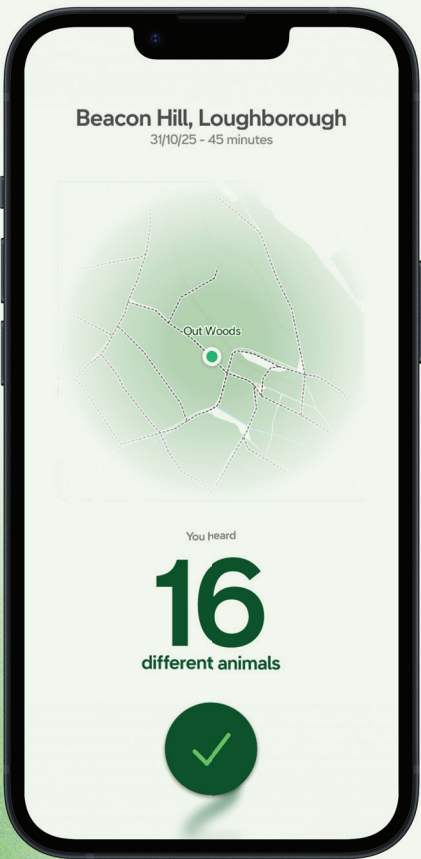 Beacon Hill, Loughborough
31/10/25 - 45 minutes
Out Woods
You heard
16
different animals